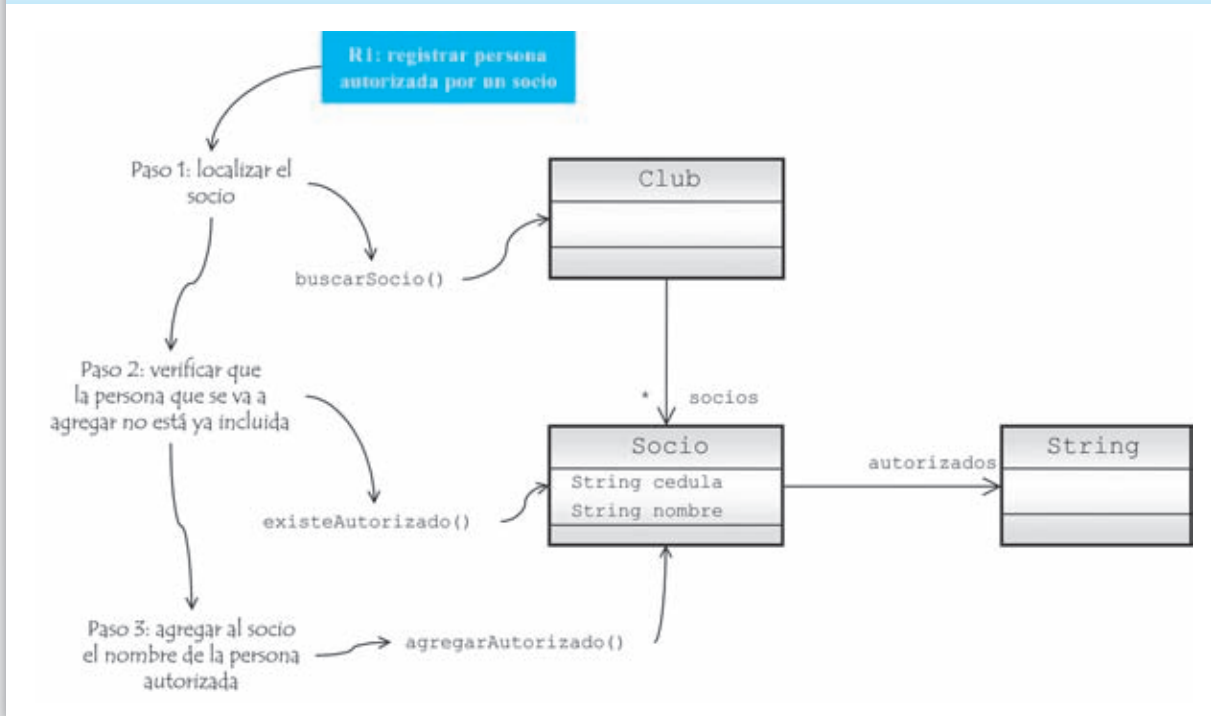 R1: registrar persona
autorizada por un socio
Paso 1: localizar el
socio
Club
buscarSocio()
Paso 2: verificar que
la persona que se va a
agregar no está ya incluida
* socios
Socio
String cedula
String nombre
autorizados
String
existeAutorizado()
Paso 3: agregar al socio
el nombre de la persona
autorizada
agregarAutorizado()